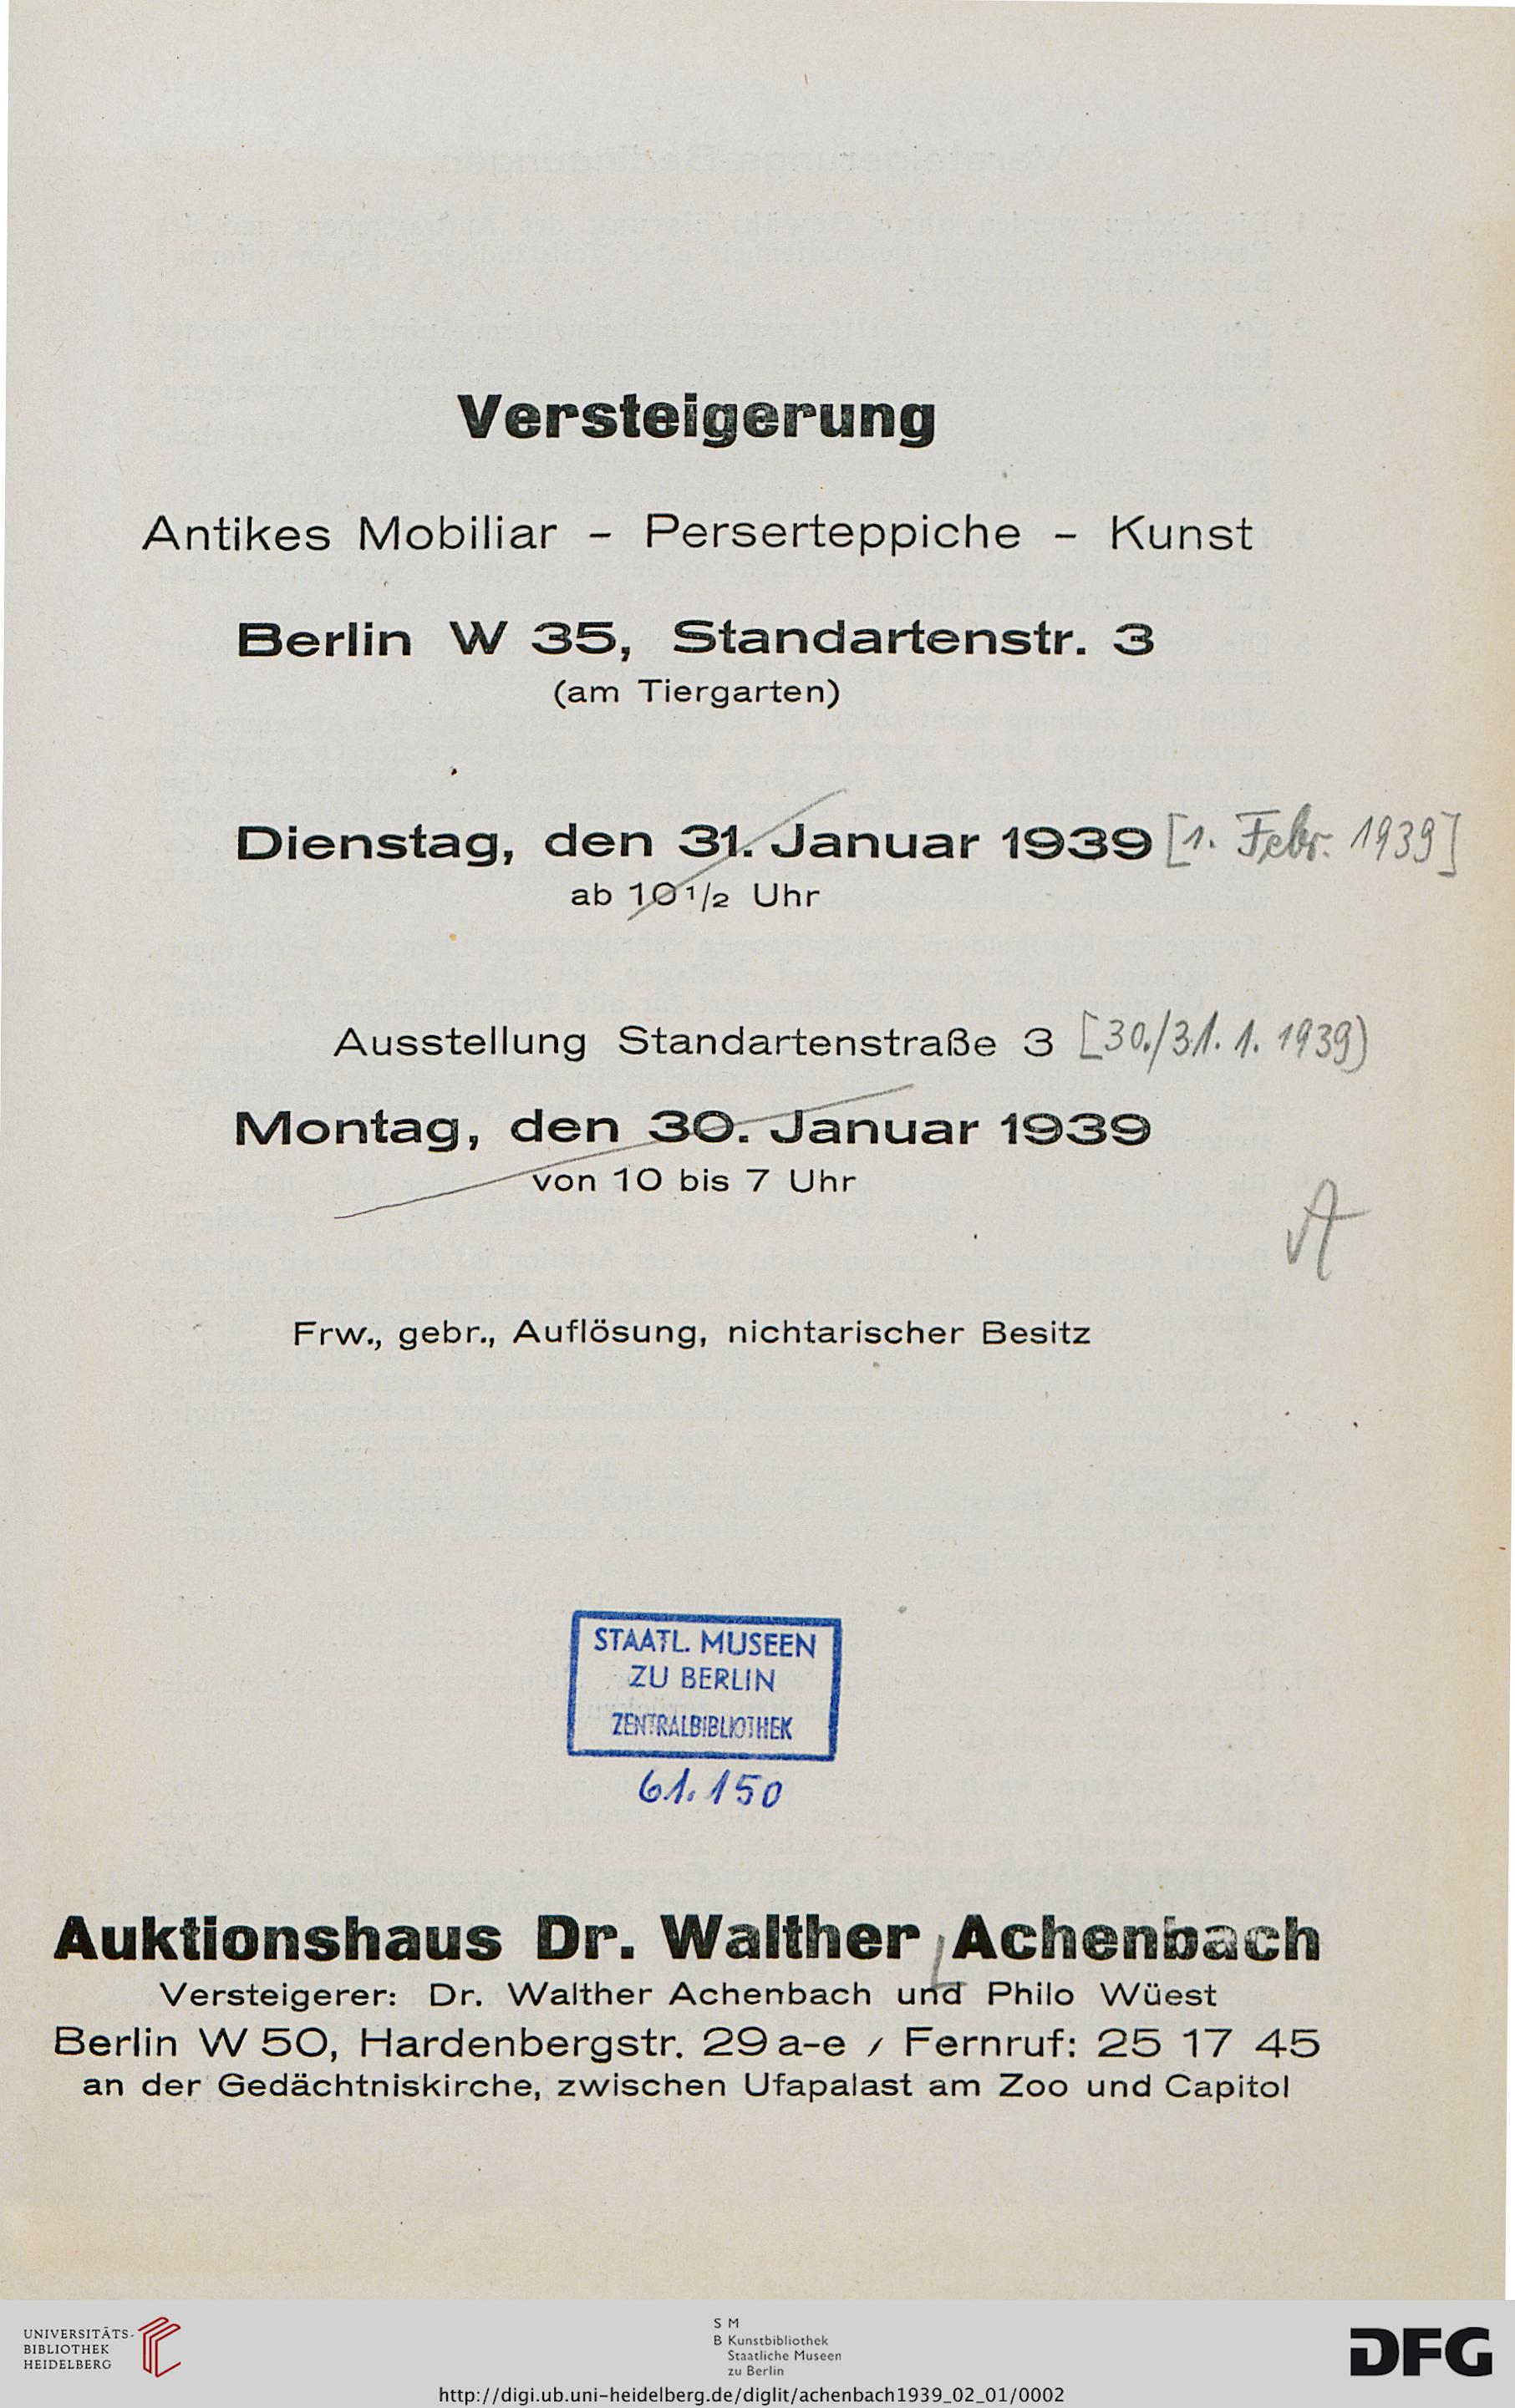 Versteigerung
Antikes Mobiliar – Perserteppiche – Kunst
Berlin W 35, Standartenstr. 3
(am Tiergarten)
Dienstag, den 31. Januar 1939 [1. Febr. 1939]
ab 10 1/2 Uhr
Ausstellung Standartenstraße 3 [30./31. 1. 1939)
Montag, den 30. Januar 1939
von 10 bis 7 Uhr
Frw., gebr., Auflösung, nichtarischer Besitz
STAATL. MUSEEN
ZU BERLIN
ZENTRALBIBLIOTHEK
61.150
Auktionshaus Dr. Walther Achenbach
Versteigerer: Dr. Walther Achenbach und Philo Wüest
Berlin W 50, Hardenbergstr. 29 a-e / Fernruf: 25 17 45
an der Gedächtniskirche, zwischen Ufapalast am Zoo und Capitol
UNIVERSITÄTS-
BIBLIOTHEK
HEIDELBERG
S M
B Kunstbibliothek
Staatliche Museen
zu Berlin
DFG
http://digi.ub.uni-heidelberg.de/diglit/achenbach1939_02_01/0002